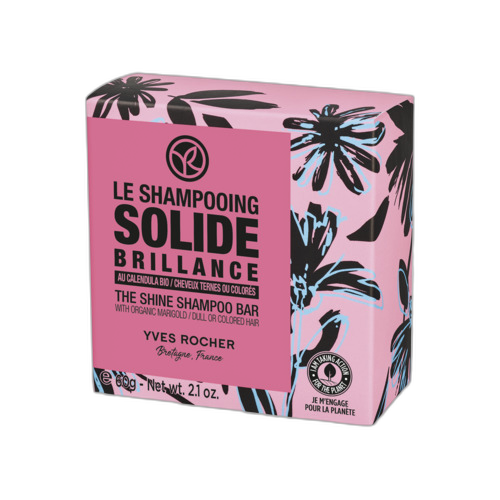 LE SHAMPOOING
SOLIDE
BRILLANCE
AU CALENDULA BIO / CHEVEUX TERNES OU COLORÉS
THE SHINE SHAMPOO BAR
WITH ORGANIC MARIGOLD / DULL OR COLORED HAIR
YVES ROCHER
Bretagne, France
e 60g - Net wt. 2.1 oz.
I AM TAKING ACTION
FOR THE PLANET
JE M'ENGAGE
POUR LA PLANÈTE